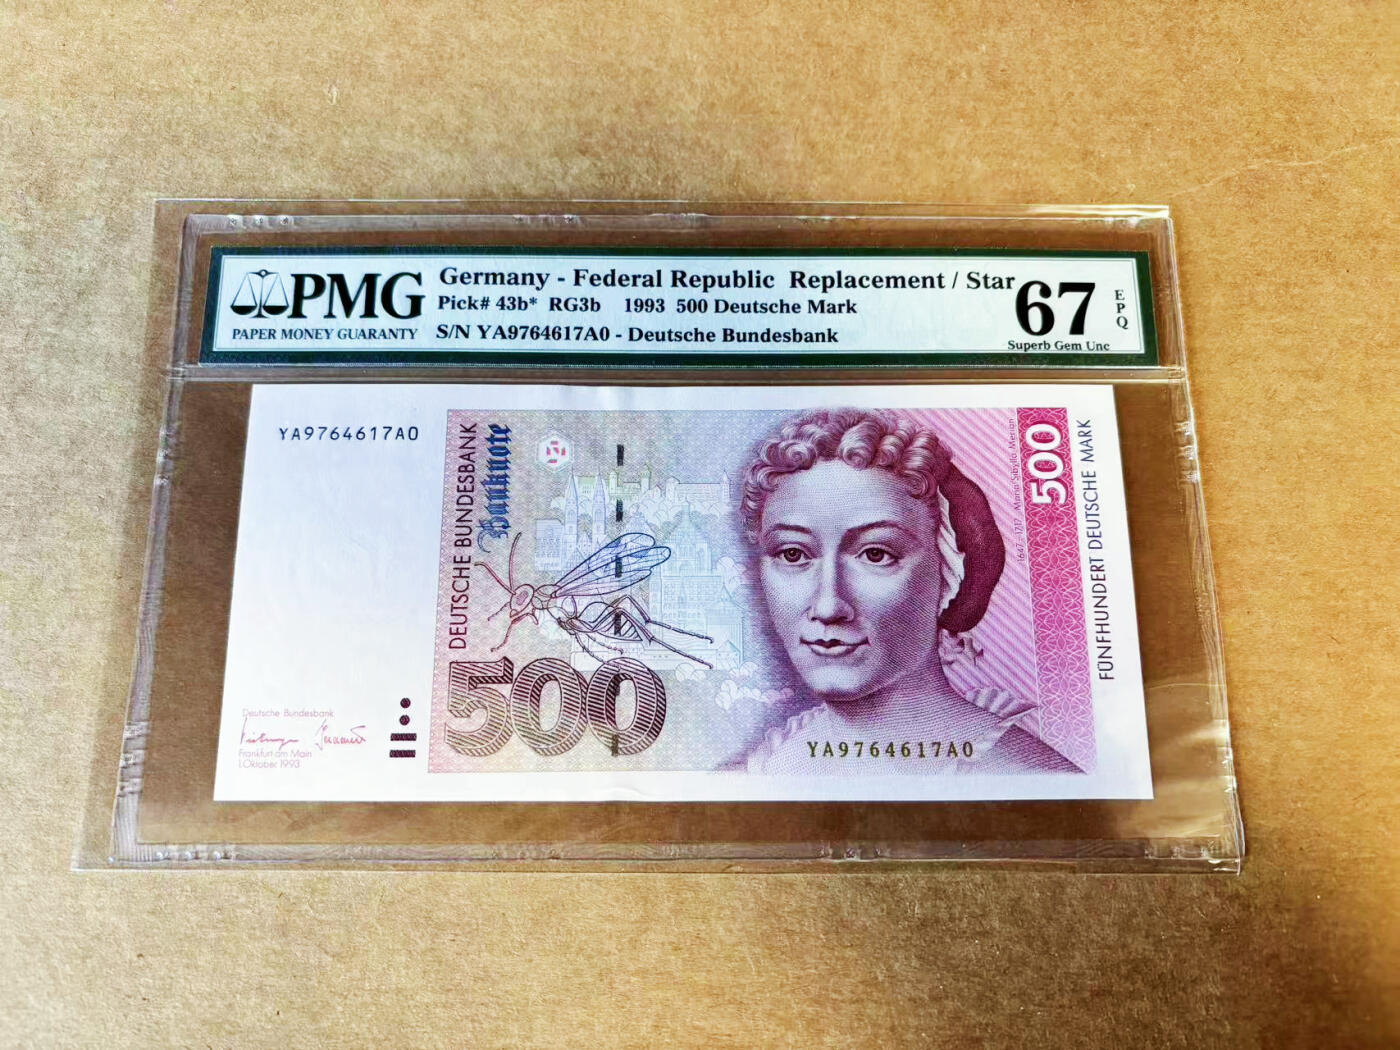 PMG
PAPER MONEY GUARANTY
Germany - Federal Republic Replacement / Star
Pick# 43b* RG3b 1993 500 Deutsche Mark
S/N YA9764617A0 - Deutsche Bundesbank
67
EPQ
Superb Gem Unc
YA9764617A0
DEUTSCHE BUNDESBANK
Banknote
1647-1717 Maria Sibylla Merian
500
FÜNFHUNDERT DEUTSCHE MARK
500
Deutsche Bundesbank
Frankfurt am Main
1.Oktober 1993
YA9764617A0